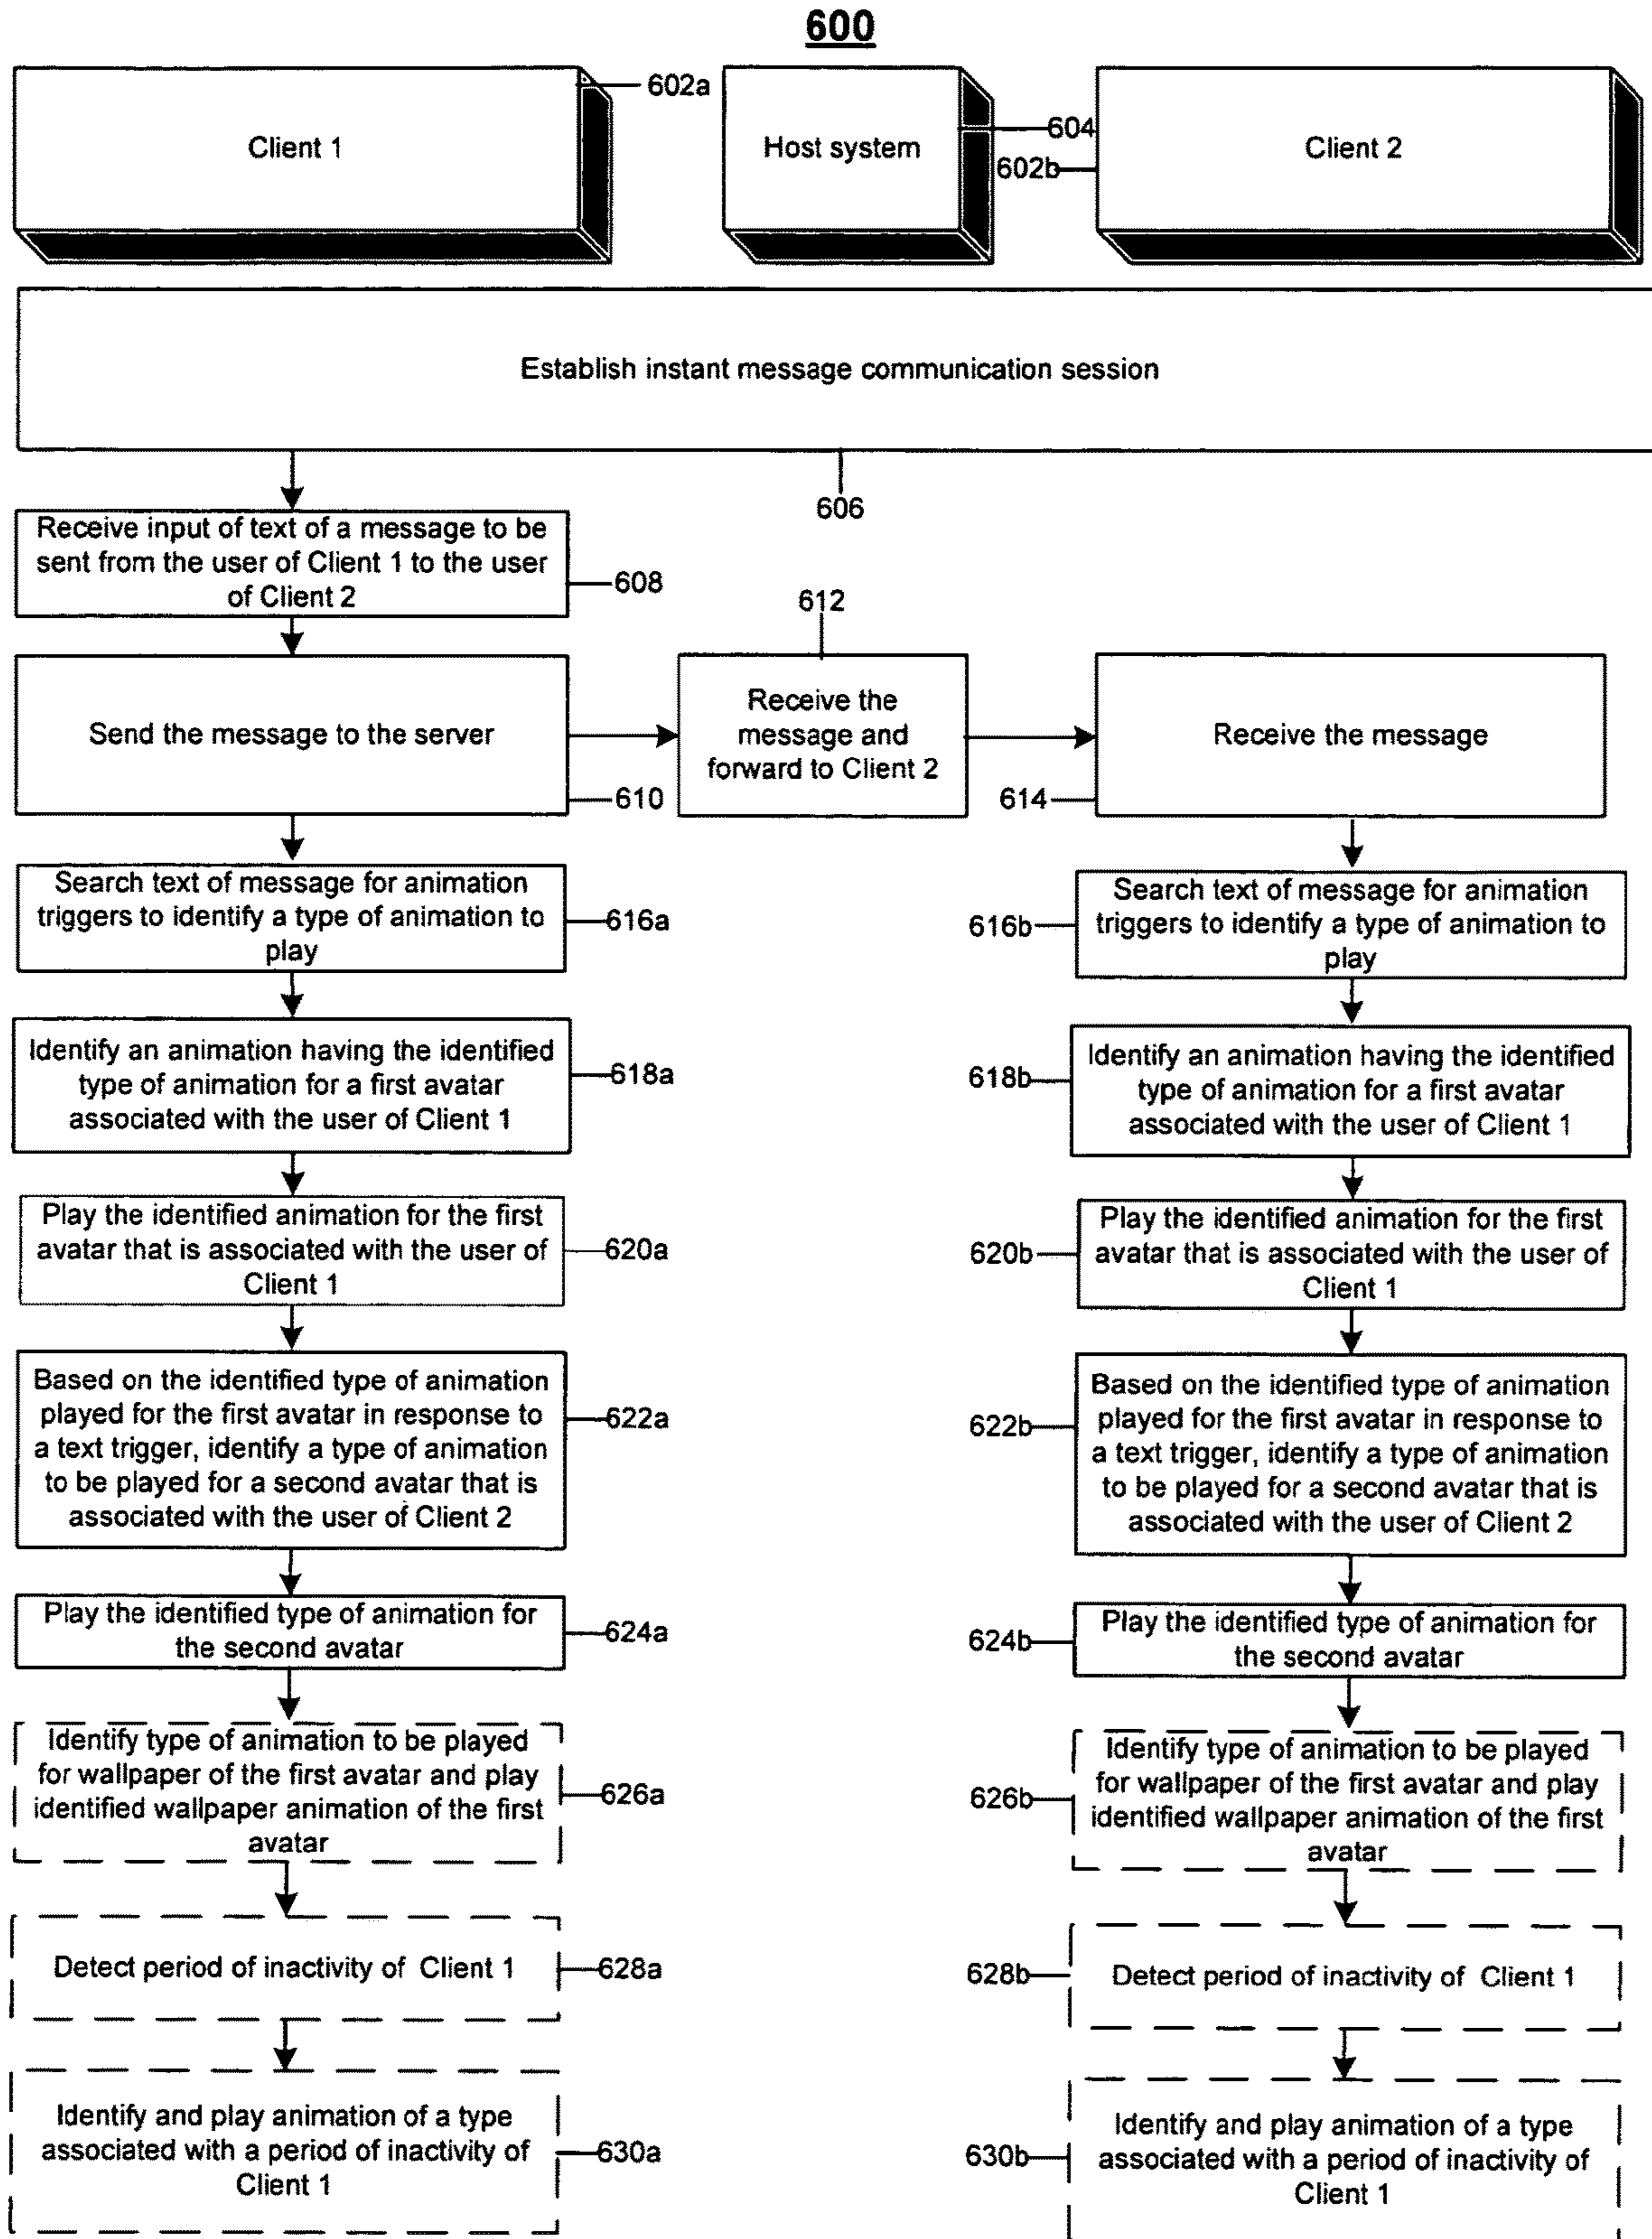 600
602a
Client 1
Host system
604
602b
Client 2
Establish instant message communication session
606
Receive input of text of a message to be
sent from the user of Client 1 to the user
of Client 2
608
612
Send the message to the server
610
Receive the
message and
forward to Client 2
Receive the message
614
Search text of message for animation
triggers to identify a type of animation to
play
616a
616b
Search text of message for animation
triggers to identify a type of animation to
play
Identify an animation having the identified
type of animation for a first avatar
associated with the user of Client 1
618a
618b
Identify an animation having the identified
type of animation for a first avatar
associated with the user of Client 1
Play the identified animation for the first
avatar that is associated with the user of
Client 1
620a
620b
Play the identified animation for the first
avatar that is associated with the user of
Client 1
Based on the identified type of animation
played for the first avatar in response to
a text trigger, identify a type of animation
to be played for a second avatar that is
associated with the user of Client 2
622a
622b
Based on the identified type of animation
played for the first avatar in response to
a text trigger, identify a type of animation
to be played for a second avatar that is
associated with the user of Client 2
Play the identified type of animation for
the second avatar
624a
624b
Play the identified type of animation for
the second avatar
Identify type of animation to be played
for wallpaper of the first avatar and play
identified wallpaper animation of the first
avatar
626a
626b
Identify type of animation to be played
for wallpaper of the first avatar and play
identified wallpaper animation of the first
avatar
Detect period of inactivity of Client 1
628a
628b
Detect period of inactivity of Client 1
Identify and play animation of a type
associated with a period of inactivity of
Client 1
630a
630b
Identify and play animation of a type
associated with a period of inactivity of
Client 1